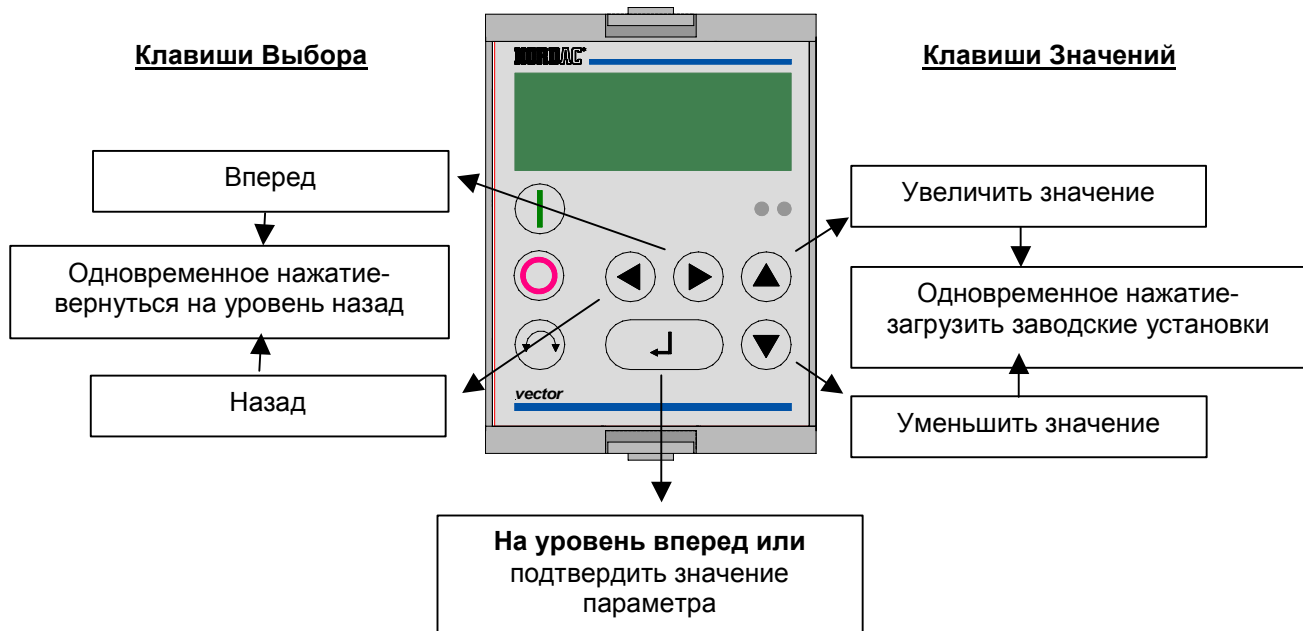 Клавиши Выбора
Клавиши Значений
NORDAC
Вперед
Увеличить значение
Одновременное нажатие-
вернуться на уровень назад
Одновременное нажатие-
загрузить заводские установки
Назад
Уменьшить значение
vector
На уровень вперед или
подтвердить значение
параметра